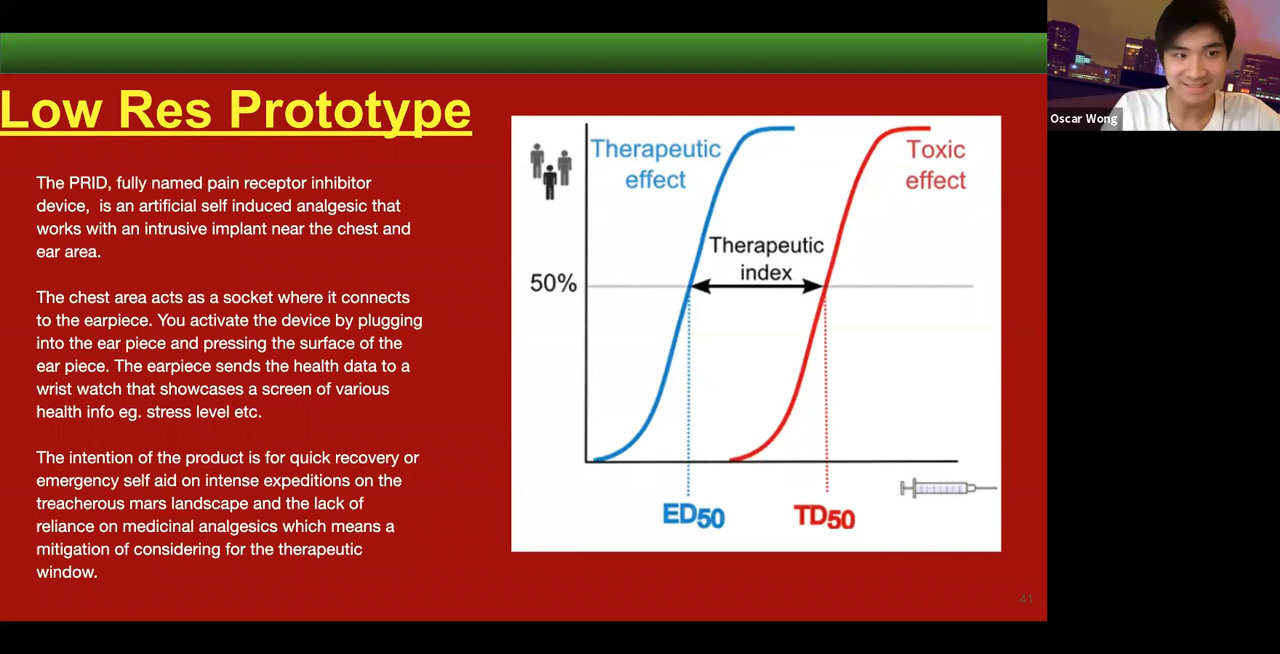 Low Res Prototype
Oscar Wong
The PRID, fully named pain receptor inhibitor
device, is an artificial self induced analgesic that
works with an intrusive implant near the chest and
ear area.
The chest area acts as a socket where it connects
to the earpiece. You activate the device by plugging
into the ear piece and pressing the surface of the
ear piece. The earpiece sends the health data to a
wrist watch that showcases a screen of various
health info eg. stress level etc.
The intention of the product is for quick recovery or
emergency self aid on intense expeditions on the
treacherous mars landscape and the lack of
reliance on medicinal analgesics which means a
mitigation of considering for the therapeutic
window.
Therapeutic
effect
Toxic
effect
Therapeutic
index
50%
ED50
TD50
41